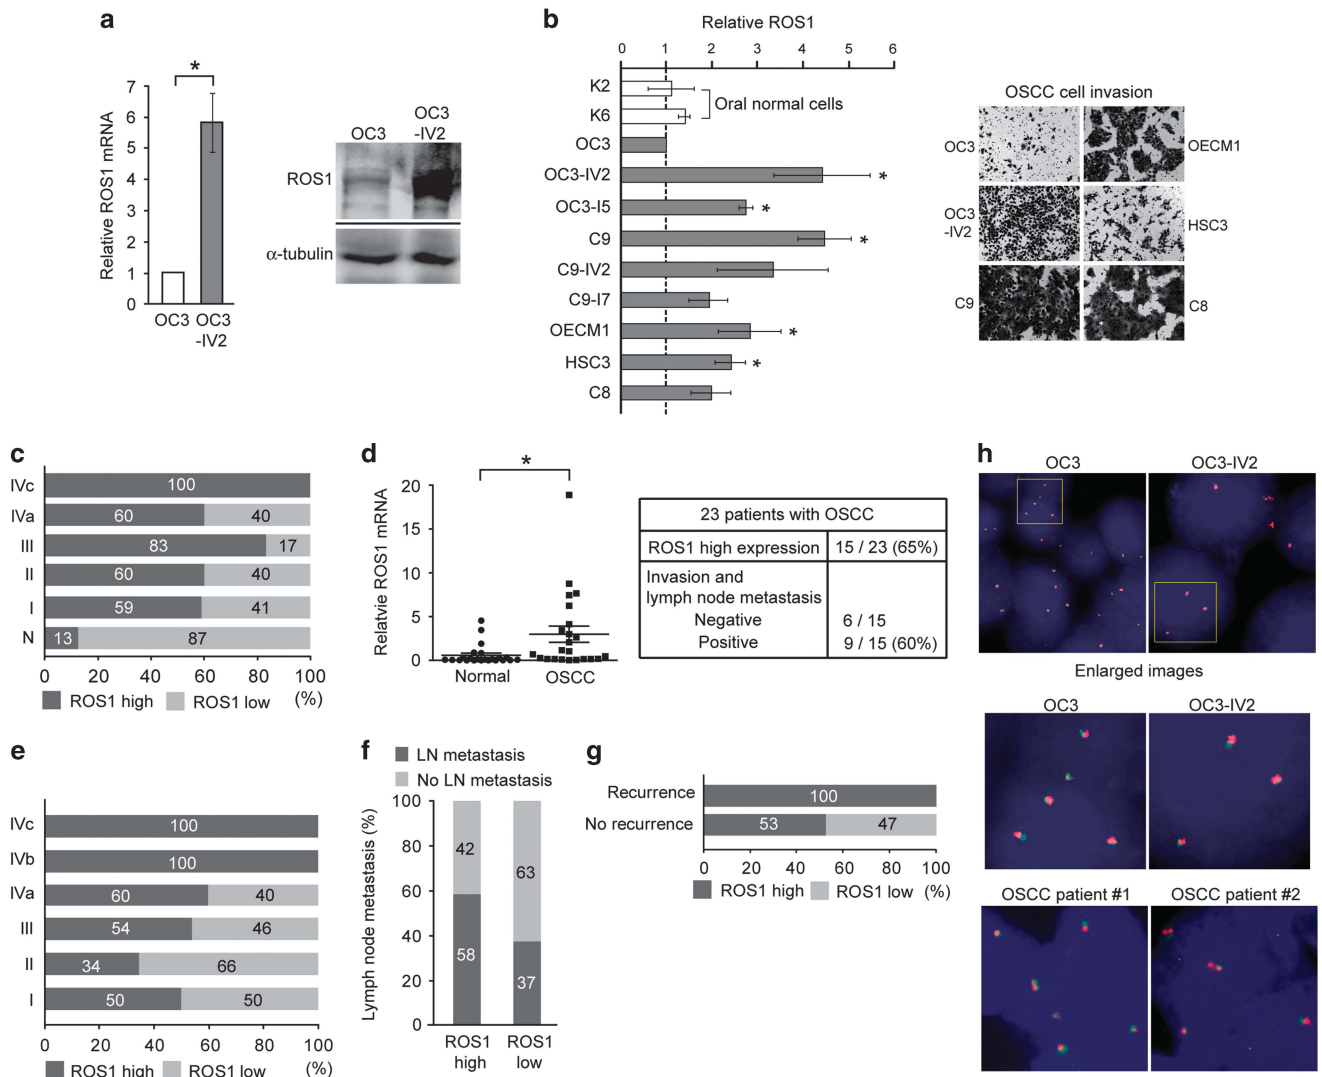 a
*
Relative ROS1 mRNA
7
6
5
4
3
2
1
0
OC3
OC3
-IV2
OC3
OC3
-IV2
ROS1
α-tubulin
b
Relative ROS1
0 1 2 3 4 5 6
K2
K6
Oral normal cells
OC3
OC3-IV2 *
OC3-I5 *
C9 *
C9-IV2
C9-I7
OECM1 *
HSC3 *
C8
OSCC cell invasion
OC3
OECM1
OC3
-IV2
HSC3
C9
C8
c
IVc 100
IVa 60 40
III 83 17
II 60 40
I 59 41
N 13 87
0 20 40 60 80 100
ROS1 high ROS1 low (%)
d
*
Relatvie ROS1 mRNA
20
15
10
5
0
Normal OSCC
23 patients with OSCC
ROS1 high expression 15 / 23 (65%)
Invasion and
lymph node metastasis
Negative 6 / 15
Positive 9 / 15 (60%)
e
IVc 100
IVb 100
IVa 60 40
III 54 46
II 34 66
I 50 50
0 20 40 60 80 100
ROS1 high ROS1 low (%)
f
LN metastasis
No LN metastasis
Lymph node metastasis (%)
100
80
60
40
20
0
42
58
63
37
ROS1
high
ROS1
low
g
Recurrence 100
No recurrence 53 47
0 20 40 60 80 100
ROS1 high ROS1 low (%)
h
OC3 OC3-IV2
Enlarged images
OC3 OC3-IV2
OSCC patient #1 OSCC patient #2